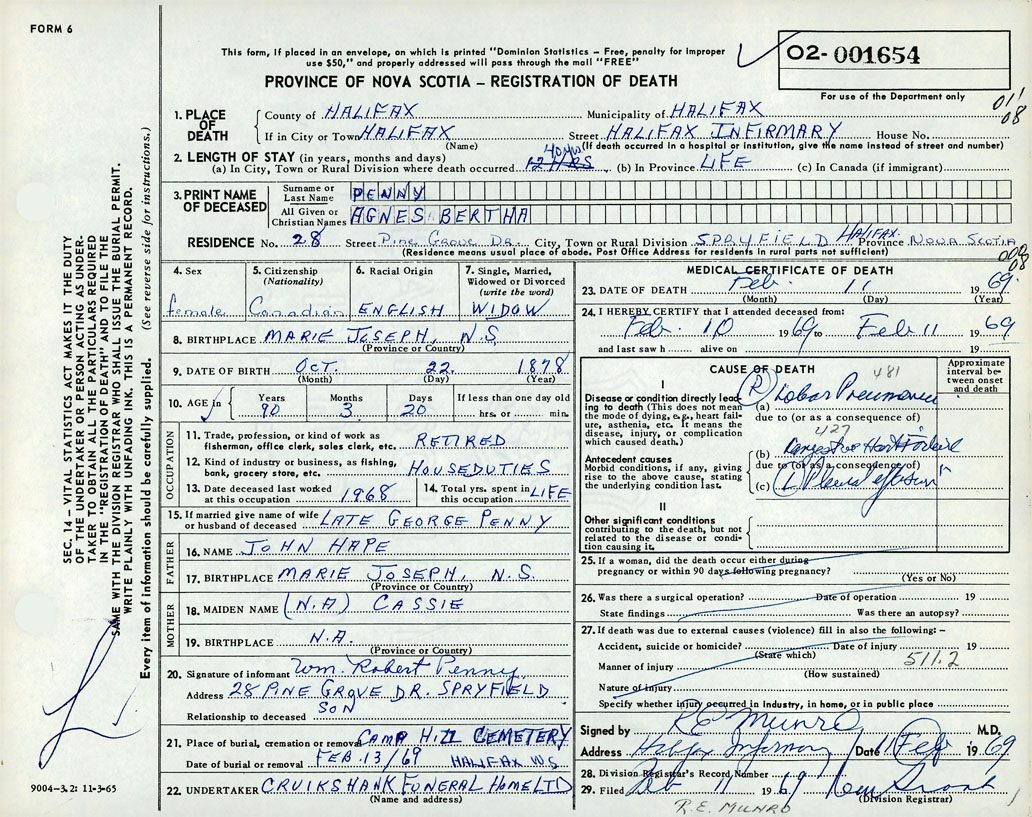 FORM 6
This form, if placed in an envelope, on which is printed "Dominion Statistics – Free, penalty for improper
use $50," and properly addressed will pass through the mail "FREE"
02- 001654
PROVINCE OF NOVA SCOTIA – REGISTRATION OF DEATH
For use of the Department only
1. PLACE OF DEATH
County of HALIFAX Municipality of HALIFAX
If in City or Town HALIFAX Street HALIFAX INFIRMARY House No.
(Name) (If death occurred in a hospital or institution, give the name instead of street and number)
2. LENGTH OF STAY (in years, months and days)
(a) In City, Town or Rural Division where death occurred 12 HRS 40 yrs (b) In Province LIFE (c) In Canada (if immigrant)
3. PRINT NAME OF DECEASED
Surname or Last Name PENNY
All Given or Christian Names AGNES BERTHA
RESIDENCE No. 28 Street Pine Grove Dr. City, Town or Rural Division SPRYFIELD HALIFAX Province NOVA SCOTIA
(Residence means usual place of abode. Post Office Address for residents in rural parts not sufficient)
4. Sex female
5. Citizenship (Nationality) Canadian
6. Racial Origin ENGLISH
7. Single, Married, Widowed or Divorced (write the word) WIDOW
8. BIRTHPLACE MARIE JOSEPH, N.S.
(Province or Country)
9. DATE OF BIRTH OCT. 22. 1878
(Month) (Day) (Year)
10. AGE in Years 90 Months 3 Days 20 If less than one day old hrs. or min.
OCCUPATION
11. Trade, profession, or kind of work as fisherman, office clerk, sales clerk, etc. RETIRED
12. Kind of industry or business, as fishing, bank, grocery store, etc. HOUSEDUTIES
13. Date deceased last worked at this occupation 1968 14. Total yrs. spent in this occupation LIFE
15. If married give name of wife or husband of deceased LATE GEORGE PENNY
FATHER
16. NAME JOHN HAPE
17. BIRTHPLACE MARIE JOSEPH, N.S.
(Province or Country)
MOTHER
18. MAIDEN NAME (N.A) CASSIE
19. BIRTHPLACE N.A.
(Province or Country)
20. Signature of informant Wm. Robert Penny
Address 28 PINE GROVE DR. SPRYFIELD
Relationship to deceased SON
21. Place of burial, cremation or removal CAMP HILL CEMETERY
Date of burial or removal FEB. 13/69 HALIFAX NS
22. UNDERTAKER CRUIKSHANK FUNERAL HOME LTD
(Name and address)
MEDICAL CERTIFICATE OF DEATH
23. DATE OF DEATH Feb. 11 1969
(Month) (Day) (Year)
24. I HEREBY CERTIFY that I attended deceased from:
Feb. 10 1969 to Feb 11 1969
and last saw h alive on 19
CAUSE OF DEATH
Approximate interval between onset and death
I
Disease or condition directly leading to death (This does not mean the mode of dying, e.g., heart failure, asthenia, etc. It means the disease, injury, or complication which caused death.)
481
(a) (R) Lobar Pneumonia
due to (or as a consequence of)
427
Antecedent causes
Morbid conditions, if any, giving rise to the above cause, stating the underlying condition last.
(b) Congestive Heart Failure
due to (or as a consequence of)
(c) (L) Pleural effusion
II
Other significant conditions contributing to the death, but not related to the disease or condition causing it.
25. If a woman, did the death occur either during pregnancy or within 90 days following pregnancy?
(Yes or No)
26. Was there a surgical operation? Date of operation 19
State findings Was there an autopsy?
27. If death was due to external causes (violence) fill in also the following: –
Accident, suicide or homicide? Date of injury 19
(State which)
Manner of injury 511.2
(How sustained)
Nature of injury
Specify whether injury occurred in industry, in home, or in public place
Signed by RE Munro M.D.
Address Halifax Infirmary Date 11 Feb 1969
28. Division Registrar's Record Number
29. Filed Feb 11 1969
(Division Registrar)
R.E. MUNRO
9004–3.2: 11-3-65
SEC. 14 – VITAL STATISTICS ACT MAKES IT THE DUTY
OF THE UNDERTAKER OR PERSON ACTING AS UNDER-
TAKER TO OBTAIN ALL THE PARTICULARS REQUIRED
IN THE "REGISTRATION OF DEATH" AND TO FILE THE
SAME WITH THE DIVISION REGISTRAR WHO SHALL ISSUE THE BURIAL PERMIT.
WRITE PLAINLY WITH UNFADING INK. THIS IS A PERMANENT RECORD.
Every item of information should be carefully supplied. (See reverse side for instructions.)